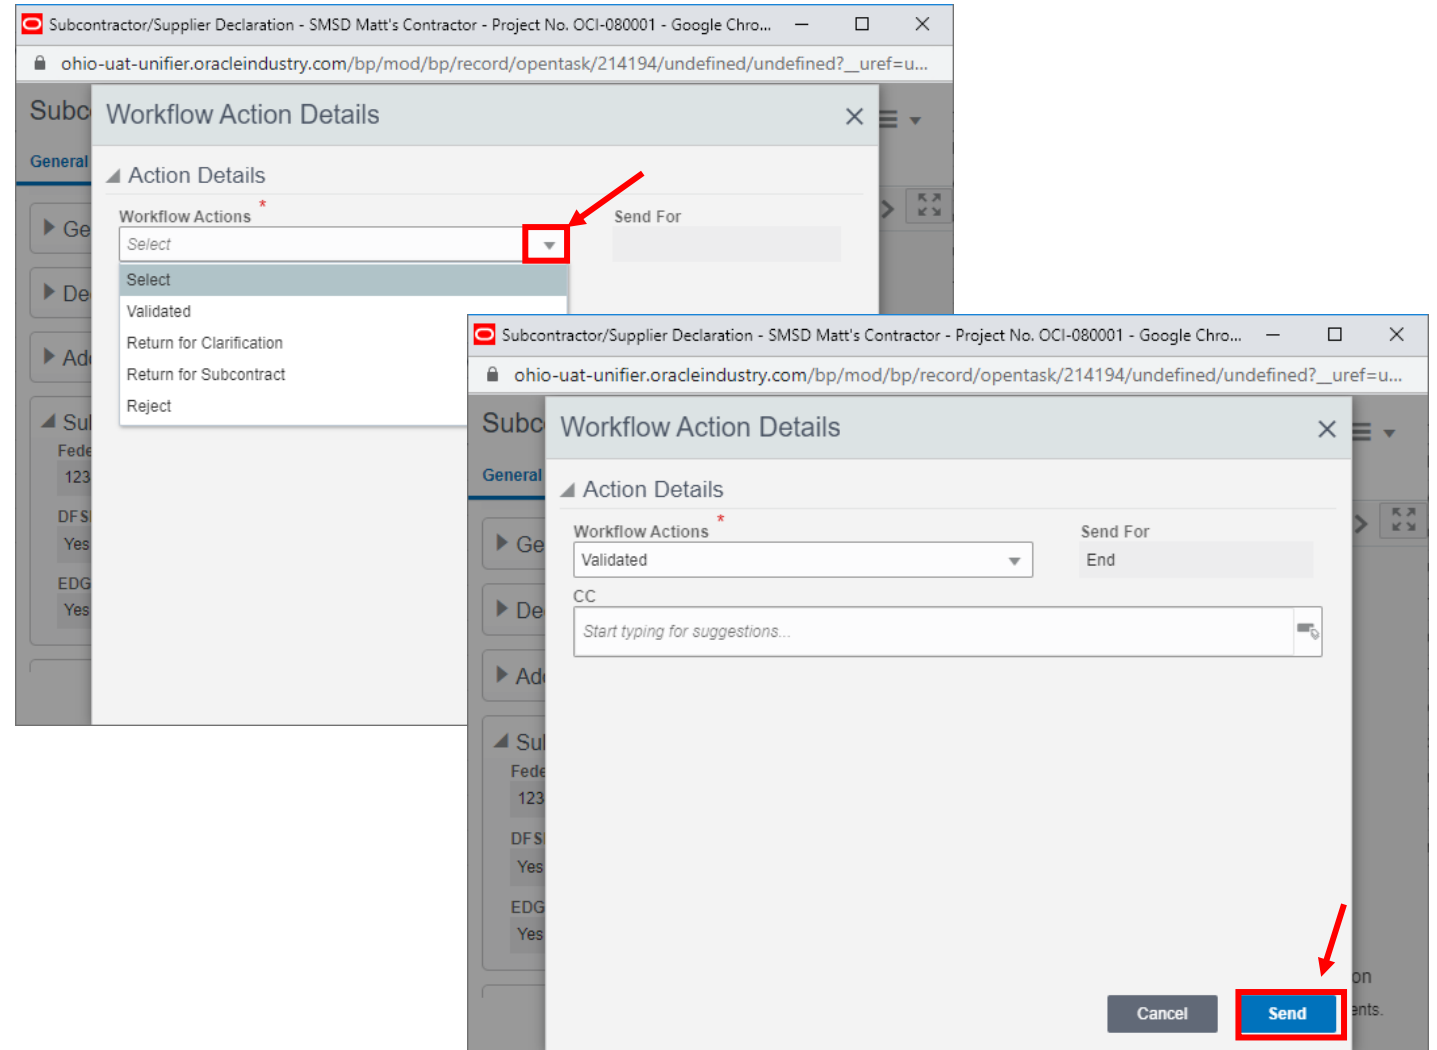 Subcontractor/Supplier Declaration - SMSD Matt's Contractor - Project No. OCI-080001 - Google Chro...
ohio-uat-unifier.oracleindustry.com/bp/mod/bp/record/opentask/214194/undefined/undefined?__uref=u...
Subc
Workflow Action Details
General
Action Details
Workflow Actions *
Send For
Select
Select
Validated
Return for Clarification
Return for Subcontract
Reject
Ge
De
Ad
Su
Fede
123
DFS
Yes
EDG
Yes
Subcontractor/Supplier Declaration - SMSD Matt's Contractor - Project No. OCI-080001 - Google Chro...
ohio-uat-unifier.oracleindustry.com/bp/mod/bp/record/opentask/214194/undefined/undefined?__uref=u...
Subc
Workflow Action Details
General
Action Details
Workflow Actions *
Send For
Validated
End
CC
Start typing for suggestions...
Ge
De
Ad
Su
Fede
123
DFS
Yes
EDG
Yes
on
ents.
Cancel
Send